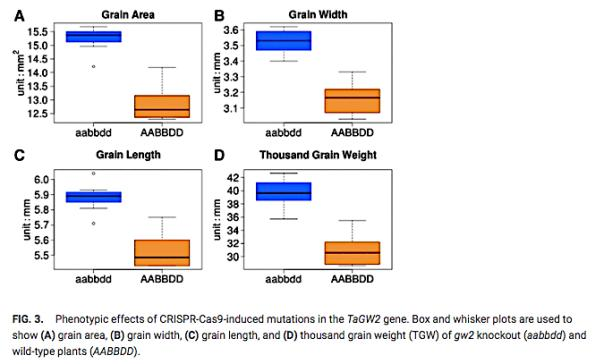 A Grain Area
unit : mm²
15.5
15.0
14.5
14.0
13.5
13.0
12.5
aabbdd AABBDD
B Grain Width
unit : mm
3.6
3.5
3.4
3.3
3.2
3.1
aabbdd AABBDD
C Grain Length
unit : mm
6.0
5.9
5.8
5.7
5.6
5.5
aabbdd AABBDD
D Thousand Grain Weight
unit : mm
42
40
38
36
34
32
30
aabbdd AABBDD
FIG. 3. Phenotypic effects of CRISPR-Cas9-induced mutations in the TaGW2 gene. Box and whisker plots are used to
show (A) grain area, (B) grain width, (C) grain length, and (D) thousand grain weight (TGW) of gw2 knockout (aabbdd) and
wild-type plants (AABBDD).